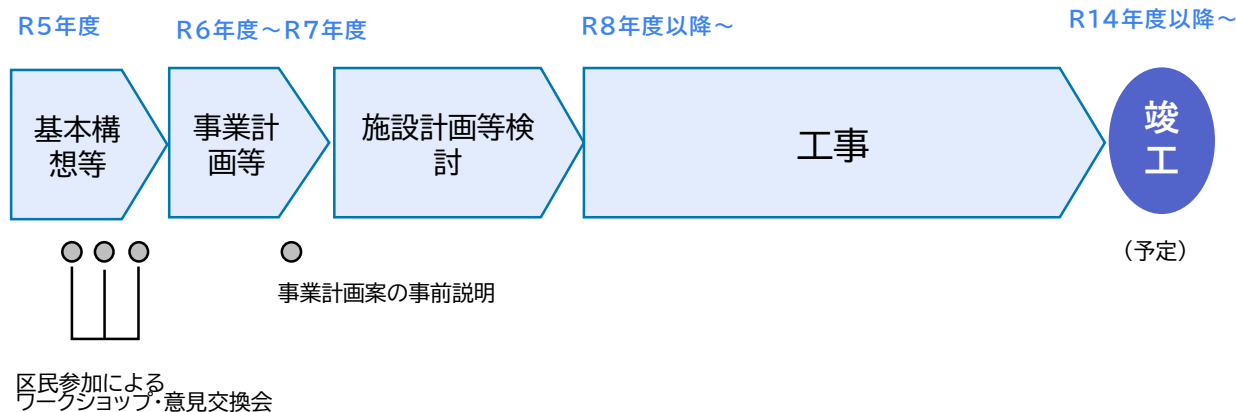 R5年度
R6年度～R7年度
R8年度以降～
R14年度以降～
基本構
想等
事業計
画等
施設計画等検
討
工事
竣
工
（予定）
事業計画案の事前説明
区民参加による
ワークショップ・意見交換会